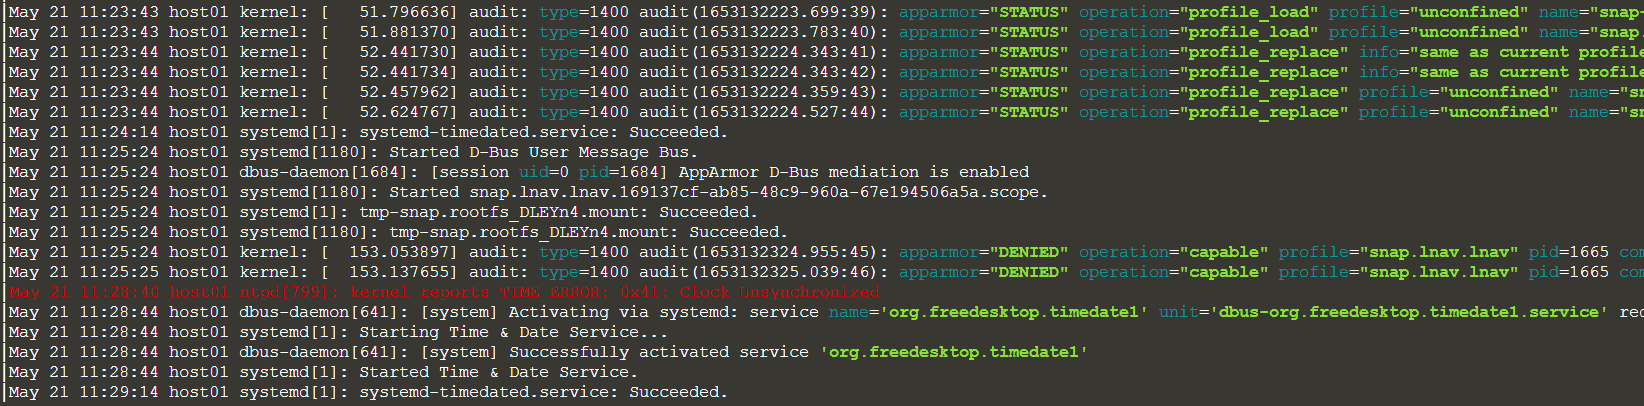 May 21 11:23:43 host01 kernel: [   51.796636] audit: type=1400 audit(1653132223.699:39): apparmor="STATUS" operation="profile_load" profile="unconfined" name="snap-
May 21 11:23:43 host01 kernel: [   51.881370] audit: type=1400 audit(1653132223.783:40): apparmor="STATUS" operation="profile_load" profile="unconfined" name="snap.
May 21 11:23:44 host01 kernel: [   52.441730] audit: type=1400 audit(1653132224.343:41): apparmor="STATUS" operation="profile_replace" info="same as current profile
May 21 11:23:44 host01 kernel: [   52.441734] audit: type=1400 audit(1653132224.343:42): apparmor="STATUS" operation="profile_replace" info="same as current profile
May 21 11:23:44 host01 kernel: [   52.457962] audit: type=1400 audit(1653132224.359:43): apparmor="STATUS" operation="profile_replace" profile="unconfined" name="sn
May 21 11:23:44 host01 kernel: [   52.624767] audit: type=1400 audit(1653132224.527:44): apparmor="STATUS" operation="profile_replace" profile="unconfined" name="sn
May 21 11:24:14 host01 systemd[1]: systemd-timedated.service: Succeeded.
May 21 11:25:24 host01 systemd[1180]: Started D-Bus User Message Bus.
May 21 11:25:24 host01 dbus-daemon[1684]: [session uid=0 pid=1684] AppArmor D-Bus mediation is enabled
May 21 11:25:24 host01 systemd[1180]: Started snap.lnav.lnav.169137cf-ab85-48c9-960a-67e194506a5a.scope.
May 21 11:25:24 host01 systemd[1]: tmp-snap.rootfs_DLEYn4.mount: Succeeded.
May 21 11:25:24 host01 systemd[1180]: tmp-snap.rootfs_DLEYn4.mount: Succeeded.
May 21 11:25:24 host01 kernel: [  153.053897] audit: type=1400 audit(1653132324.955:45): apparmor="DENIED" operation="capable" profile="snap.lnav.lnav" pid=1665 com
May 21 11:25:25 host01 kernel: [  153.137655] audit: type=1400 audit(1653132325.039:46): apparmor="DENIED" operation="capable" profile="snap.lnav.lnav" pid=1665 com
May 21 11:28:40 host01 ntpd[799]: kernel reports TIME_ERROR: 0x41: Clock Unsynchronized
May 21 11:28:44 host01 dbus-daemon[641]: [system] Activating via systemd: service name='org.freedesktop.timedate1' unit='dbus-org.freedesktop.timedate1.service' req
May 21 11:28:44 host01 systemd[1]: Starting Time & Date Service...
May 21 11:28:44 host01 dbus-daemon[641]: [system] Successfully activated service 'org.freedesktop.timedate1'
May 21 11:28:44 host01 systemd[1]: Started Time & Date Service.
May 21 11:29:14 host01 systemd[1]: systemd-timedated.service: Succeeded.